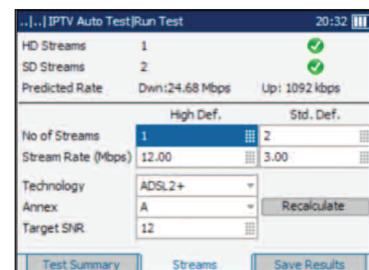 ..|..| IPTV Auto Test|Run Test 20:32
HD Streams 1
SD Streams 2
Predicted Rate Dwn:24.68 Mbps Up: 1092 kbps
High Def. Std. Def.
No of Streams 1 2
Stream Rate (Mbps) 12.00 3.00
Technology ADSL2+
Annex A Recalculate
Target SNR 12
Test Summary Streams Save Results